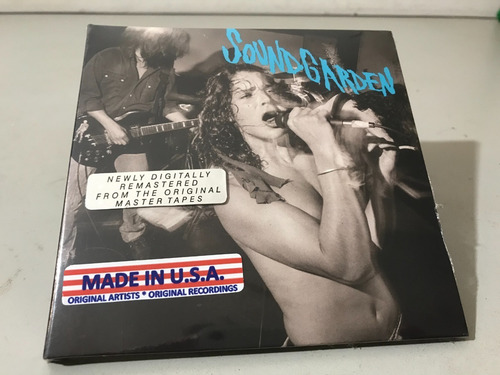 SOUNDGARDEN
NEWLY DIGITALLY
REMASTERED
FROM THE ORIGINAL
MASTER TAPES
MADE IN U.S.A.
ORIGINAL ARTISTS * ORIGINAL RECORDINGS